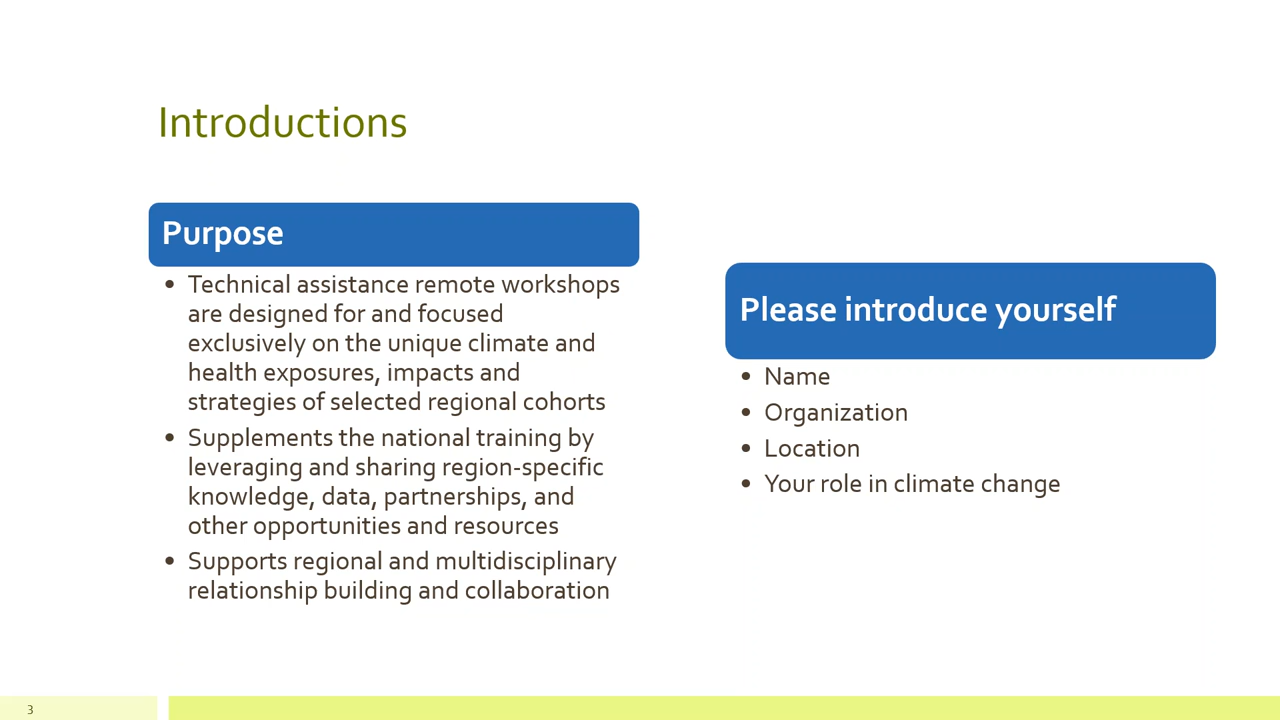 Introductions
Purpose
• Technical assistance remote workshops
are designed for and focused
exclusively on the unique climate and
health exposures, impacts and
strategies of selected regional cohorts
• Supplements the national training by
leveraging and sharing region-specific
knowledge, data, partnerships, and
other opportunities and resources
• Supports regional and multidisciplinary
relationship building and collaboration
Please introduce yourself
• Name
• Organization
• Location
• Your role in climate change
3